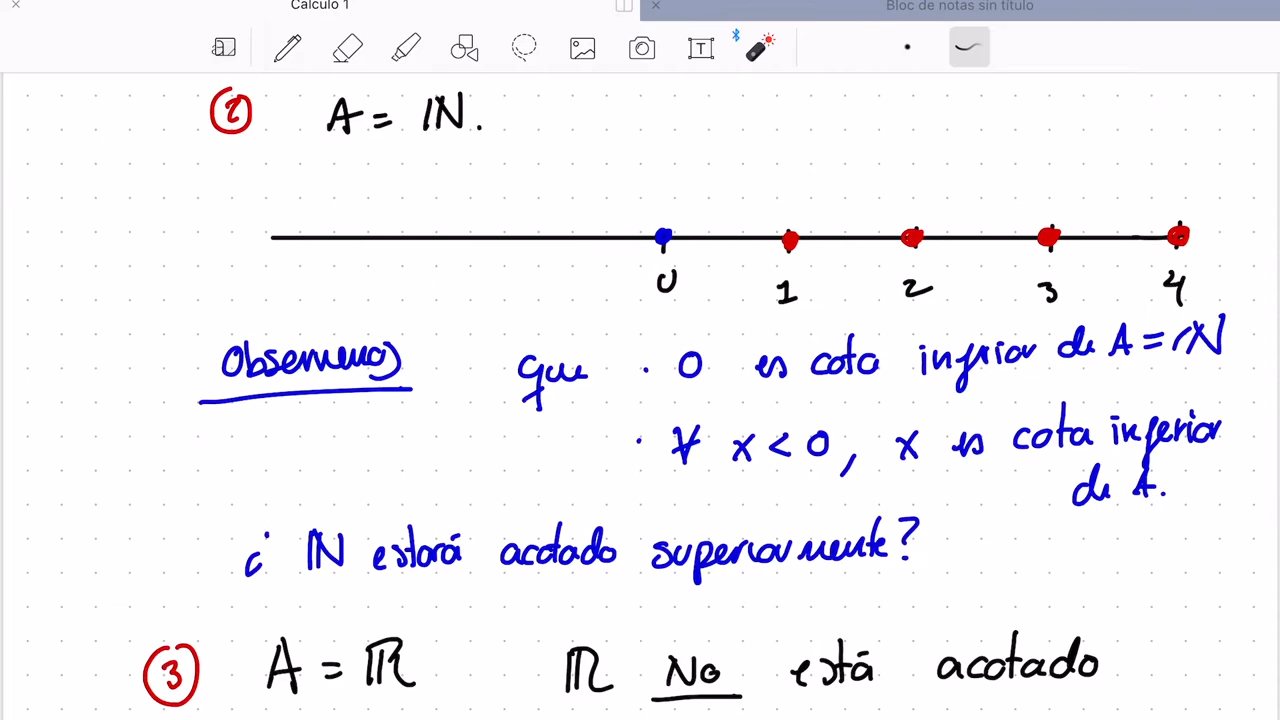 Calculo 1
Bloc de notas sin título
2 A = ℕ.
0 1 2 3 4
Observemos que · 0 es cota inferior de A = ℕ
· ∀ x < 0, x es cota inferior
de A.
¿ ℕ estará acotado superiormente?
3 A = ℝ ℝ No está acotado